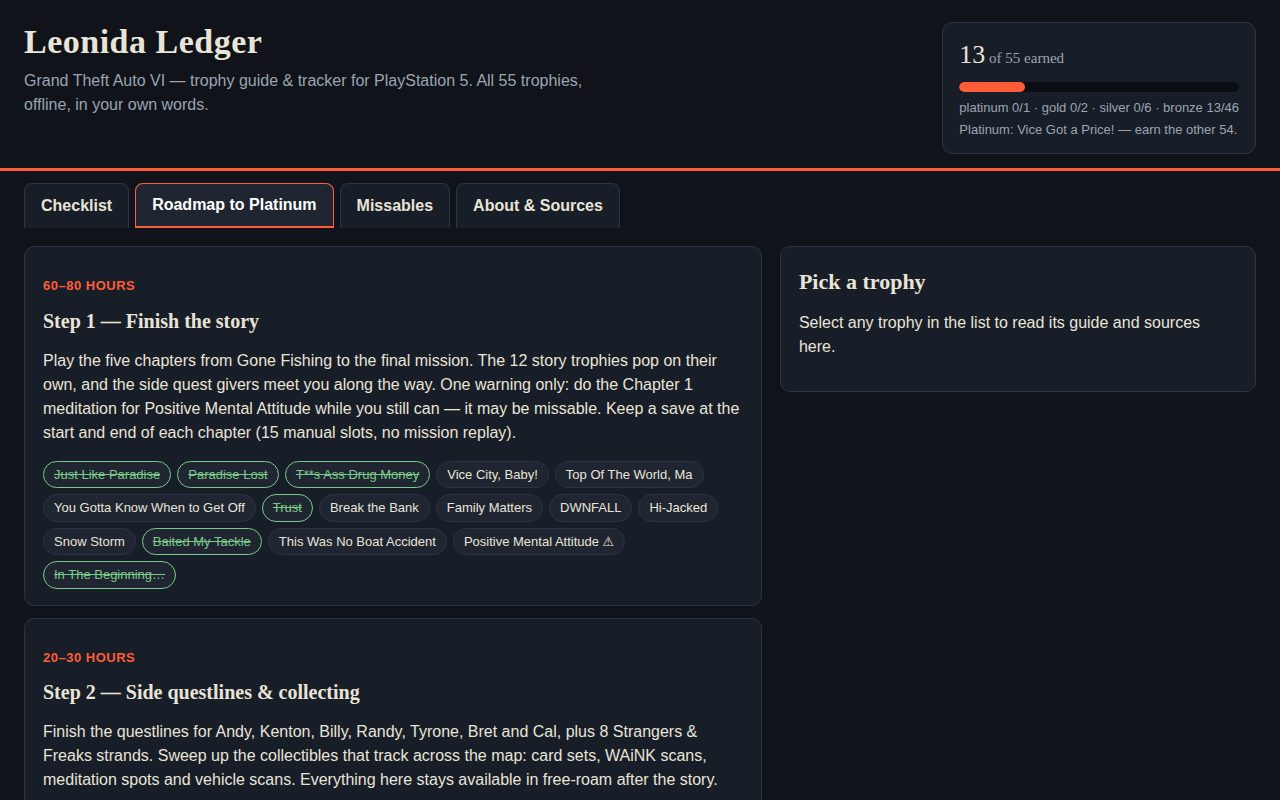 Leonida Ledger
Grand Theft Auto VI — trophy guide & tracker for PlayStation 5. All 55 trophies,
offline, in your own words.
13 of 55 earned
platinum 0/1 · gold 0/2 · silver 0/6 · bronze 13/46
Platinum: Vice Got a Price! — earn the other 54.
Checklist
Roadmap to Platinum
Missables
About & Sources
60–80 HOURS
Step 1 — Finish the story
Play the five chapters from Gone Fishing to the final mission. The 12 story trophies pop on their
own, and the side quest givers meet you along the way. One warning only: do the Chapter 1
meditation for Positive Mental Attitude while you still can — it may be missable. Keep a save at the
start and end of each chapter (15 manual slots, no mission replay).
Just Like Paradise
Paradise Lost
T**s Ass Drug Money
Vice City, Baby!
Top Of The World, Ma
You Gotta Know When to Get Off
Trust
Break the Bank
Family Matters
DWNFALL
Hi-Jacked
Snow Storm
Baited My Tackle
This Was No Boat Accident
Positive Mental Attitude ⚠
In The Beginning…
20–30 HOURS
Step 2 — Side questlines & collecting
Finish the questlines for Andy, Kenton, Billy, Randy, Tyrone, Bret and Cal, plus 8 Strangers &
Freaks strands. Sweep up the collectibles that track across the map: card sets, WAiNK scans,
meditation spots and vehicle scans. Everything here stays available in free-roam after the story.
Pick a trophy
Select any trophy in the list to read its guide and sources
here.